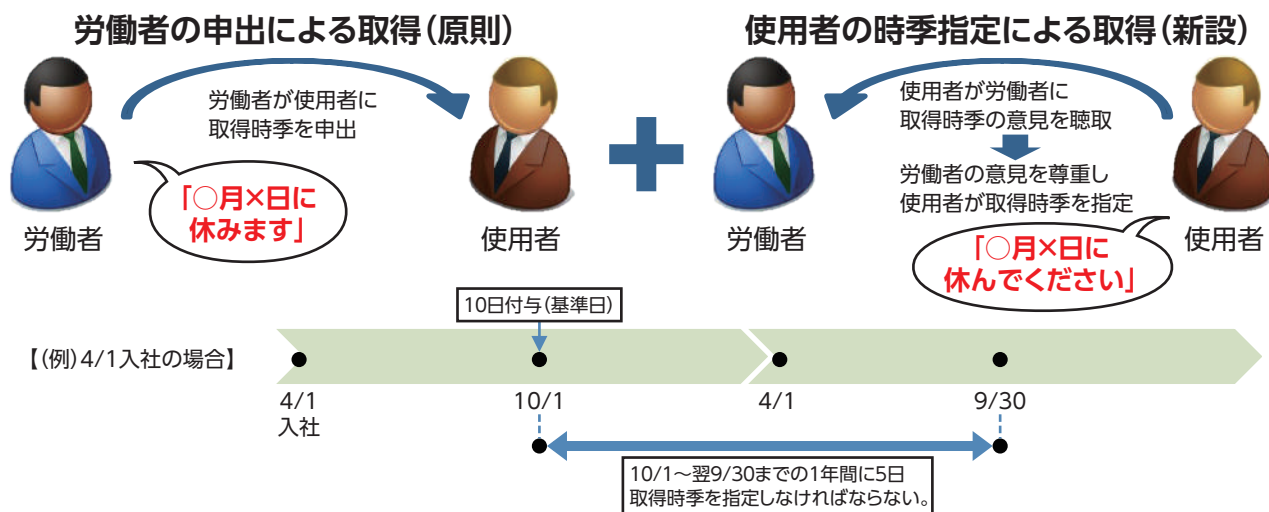 労働者の申出による取得(原則)
労働者が使用者に
取得時季を申出
「○月×日に
休みます」
労働者
使用者
使用者の時季指定による取得(新設)
使用者が労働者に
取得時季の意見を聴取
労働者の意見を尊重し
使用者が取得時季を指定
「○月×日に
休んでください」
労働者
使用者
10日付与(基準日)
【(例)4/1入社の場合】
4/1
入社
10/1
4/1
9/30
10/1～翌9/30までの1年間に5日
取得時季を指定しなければならない。